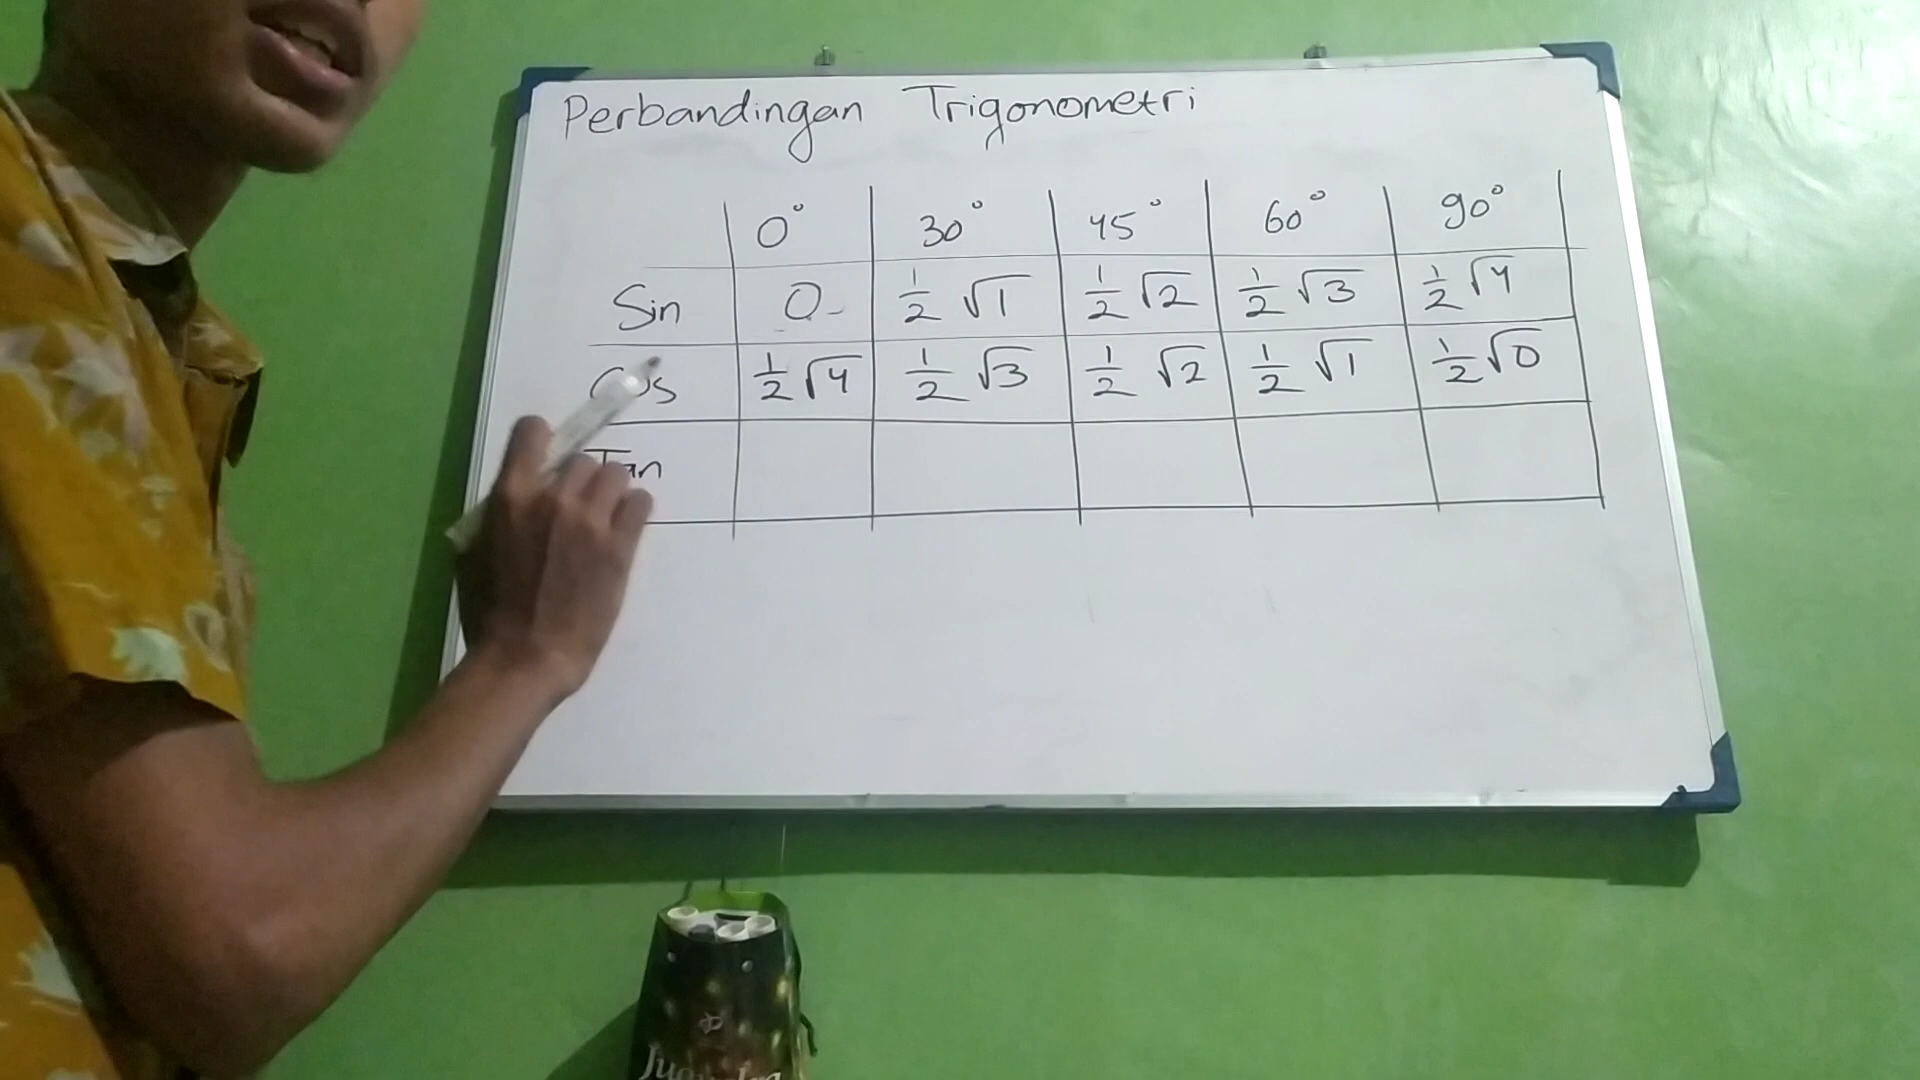 Perbandingan Trigonometri
0° 30° 45° 60° 90°
Sin 0 1/2 √1 1/2 √2 1/2 √3 1/2 √4
Cos 1/2 √4 1/2 √3 1/2 √2 1/2 √1 1/2 √0
Tan